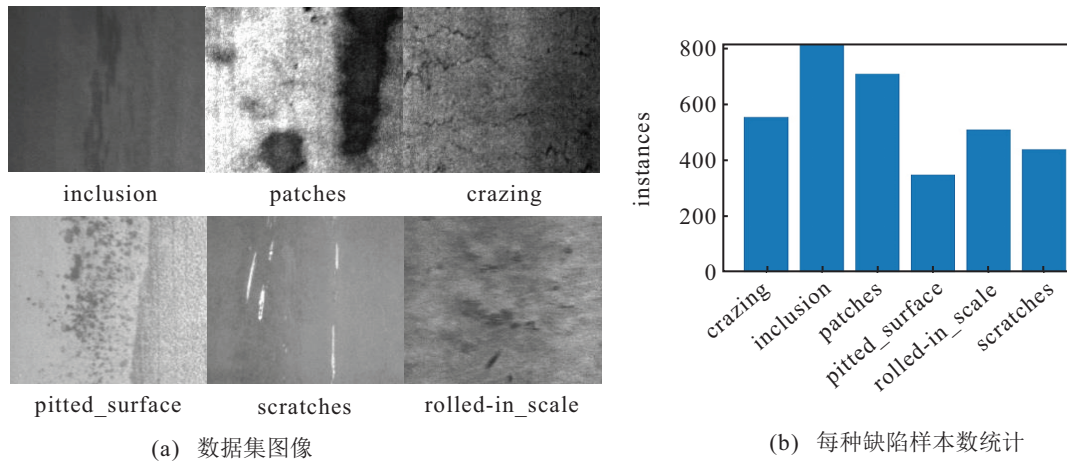 inclusion
patches
crazing
pitted_surface
scratches
rolled-in_scale
(a) 数据集图像
800
600
400
200
0
instances
crazing
inclusion
patches
pitted_surface
rolled-in_scale
scratches
(b) 每种缺陷样本数统计